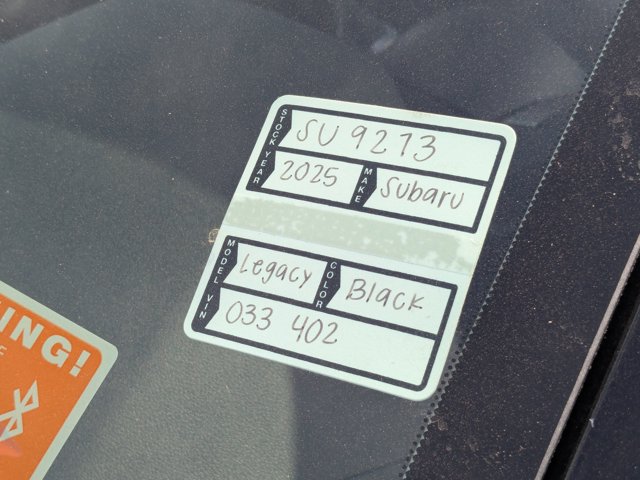 STOCK SU 9273
YEAR 2025 MAKE Subaru
MODEL Legacy COLOR Black
VIN 033 402
ING!